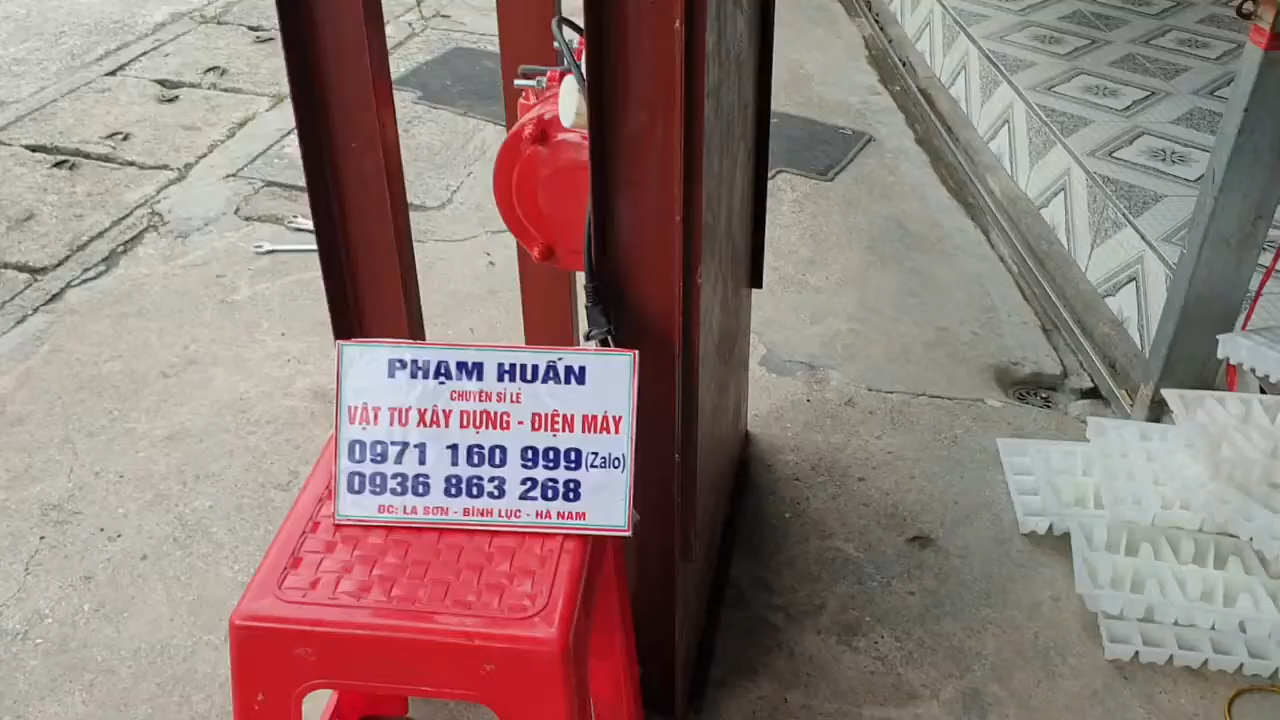 PHẠM HUẤN
CHUYÊN SỈ LẺ
VẬT TƯ XÂY DỰNG - ĐIỆN MÁY
0971 160 999 (Zalo)
0936 863 268
ĐC: LA SƠN - BÌNH LỤC - HÀ NAM